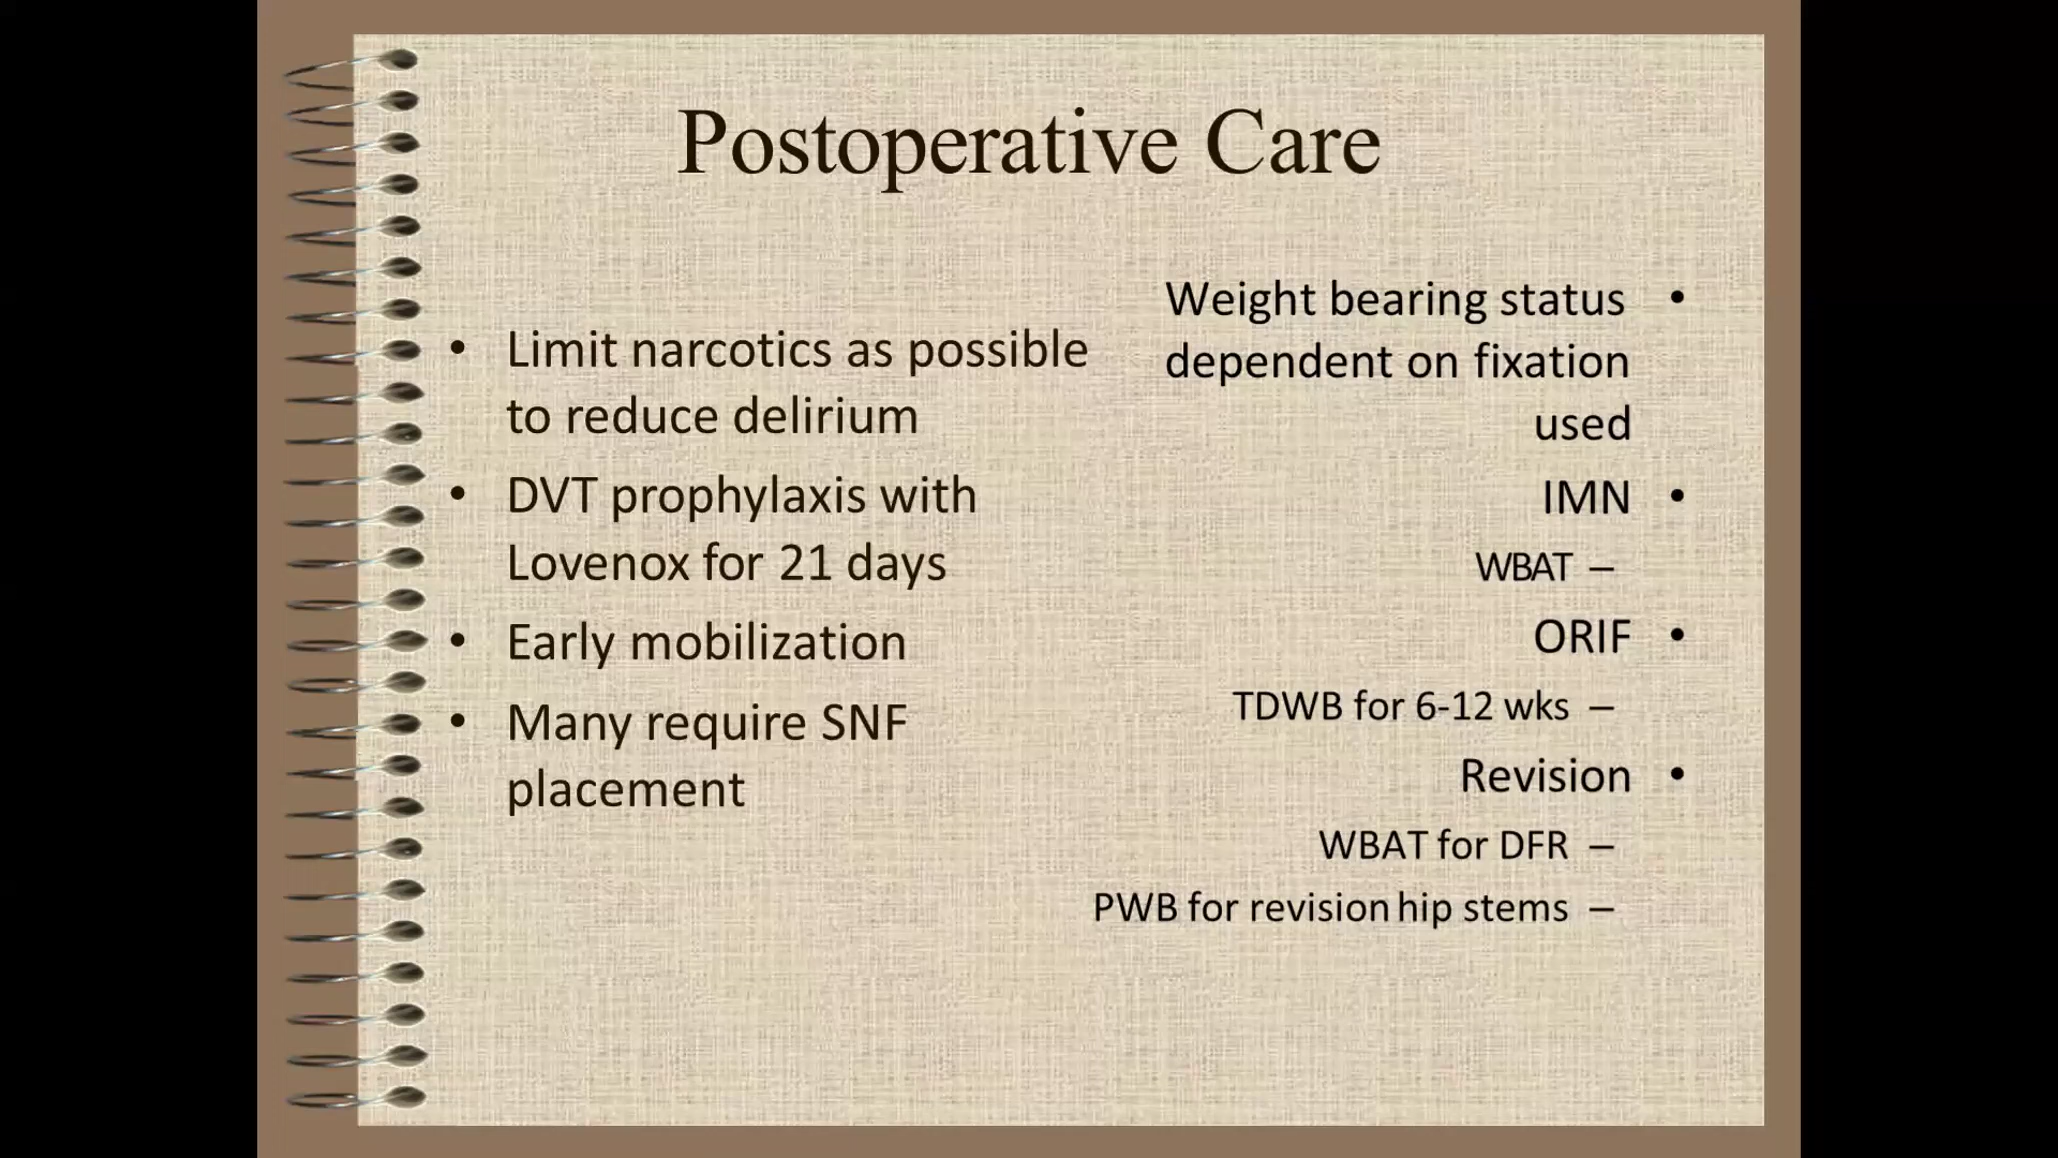 Postoperative Care
• Limit narcotics as possible
to reduce delirium
• DVT prophylaxis with
Lovenox for 21 days
• Early mobilization
• Many require SNF
placement
Weight bearing status •
dependent on fixation
used
IMN •
WBAT –
ORIF •
TDWB for 6-12 wks –
Revision •
WBAT for DFR –
PWB for revision hip stems –